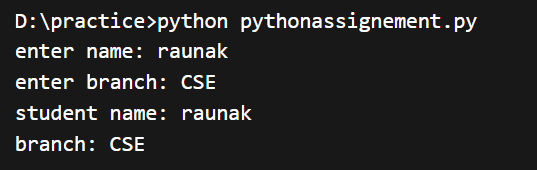 D:\practice>python pythonassignement.py
enter name: raunak
enter branch: CSE
student name: raunak
branch: CSE